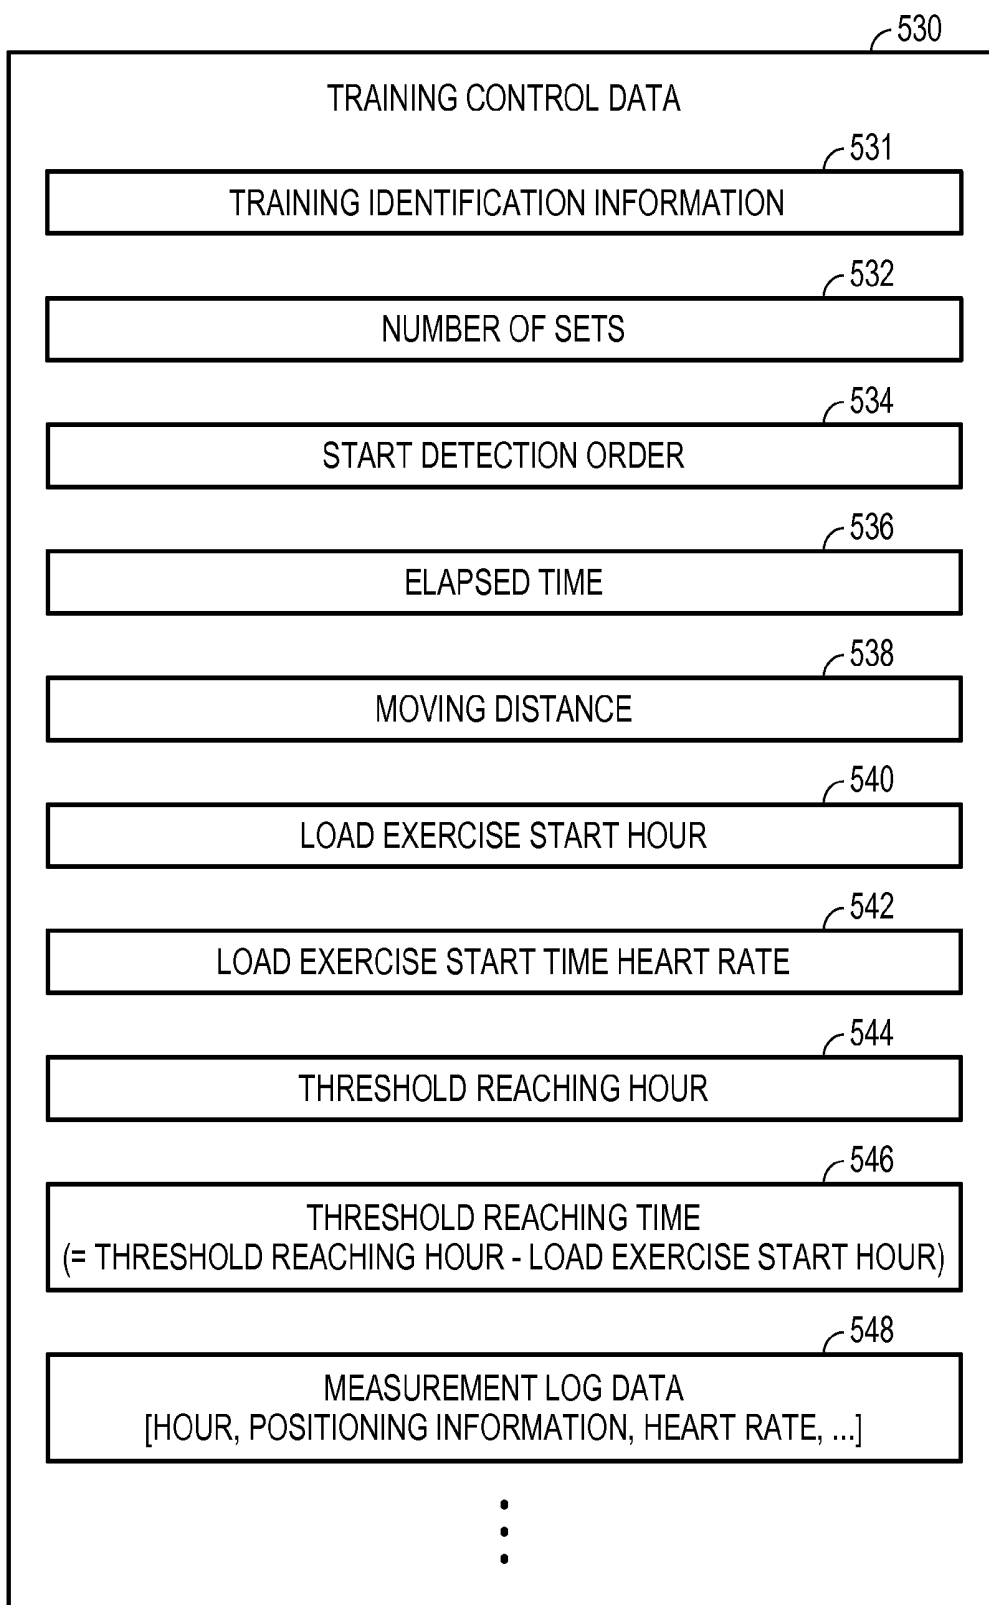 530
TRAINING CONTROL DATA
531
TRAINING IDENTIFICATION INFORMATION
532
NUMBER OF SETS
534
START DETECTION ORDER
536
ELAPSED TIME
538
MOVING DISTANCE
540
LOAD EXERCISE START HOUR
542
LOAD EXERCISE START TIME HEART RATE
544
THRESHOLD REACHING HOUR
546
THRESHOLD REACHING TIME
(= THRESHOLD REACHING HOUR - LOAD EXERCISE START HOUR)
548
MEASUREMENT LOG DATA
[HOUR, POSITIONING INFORMATION, HEART RATE, ...]